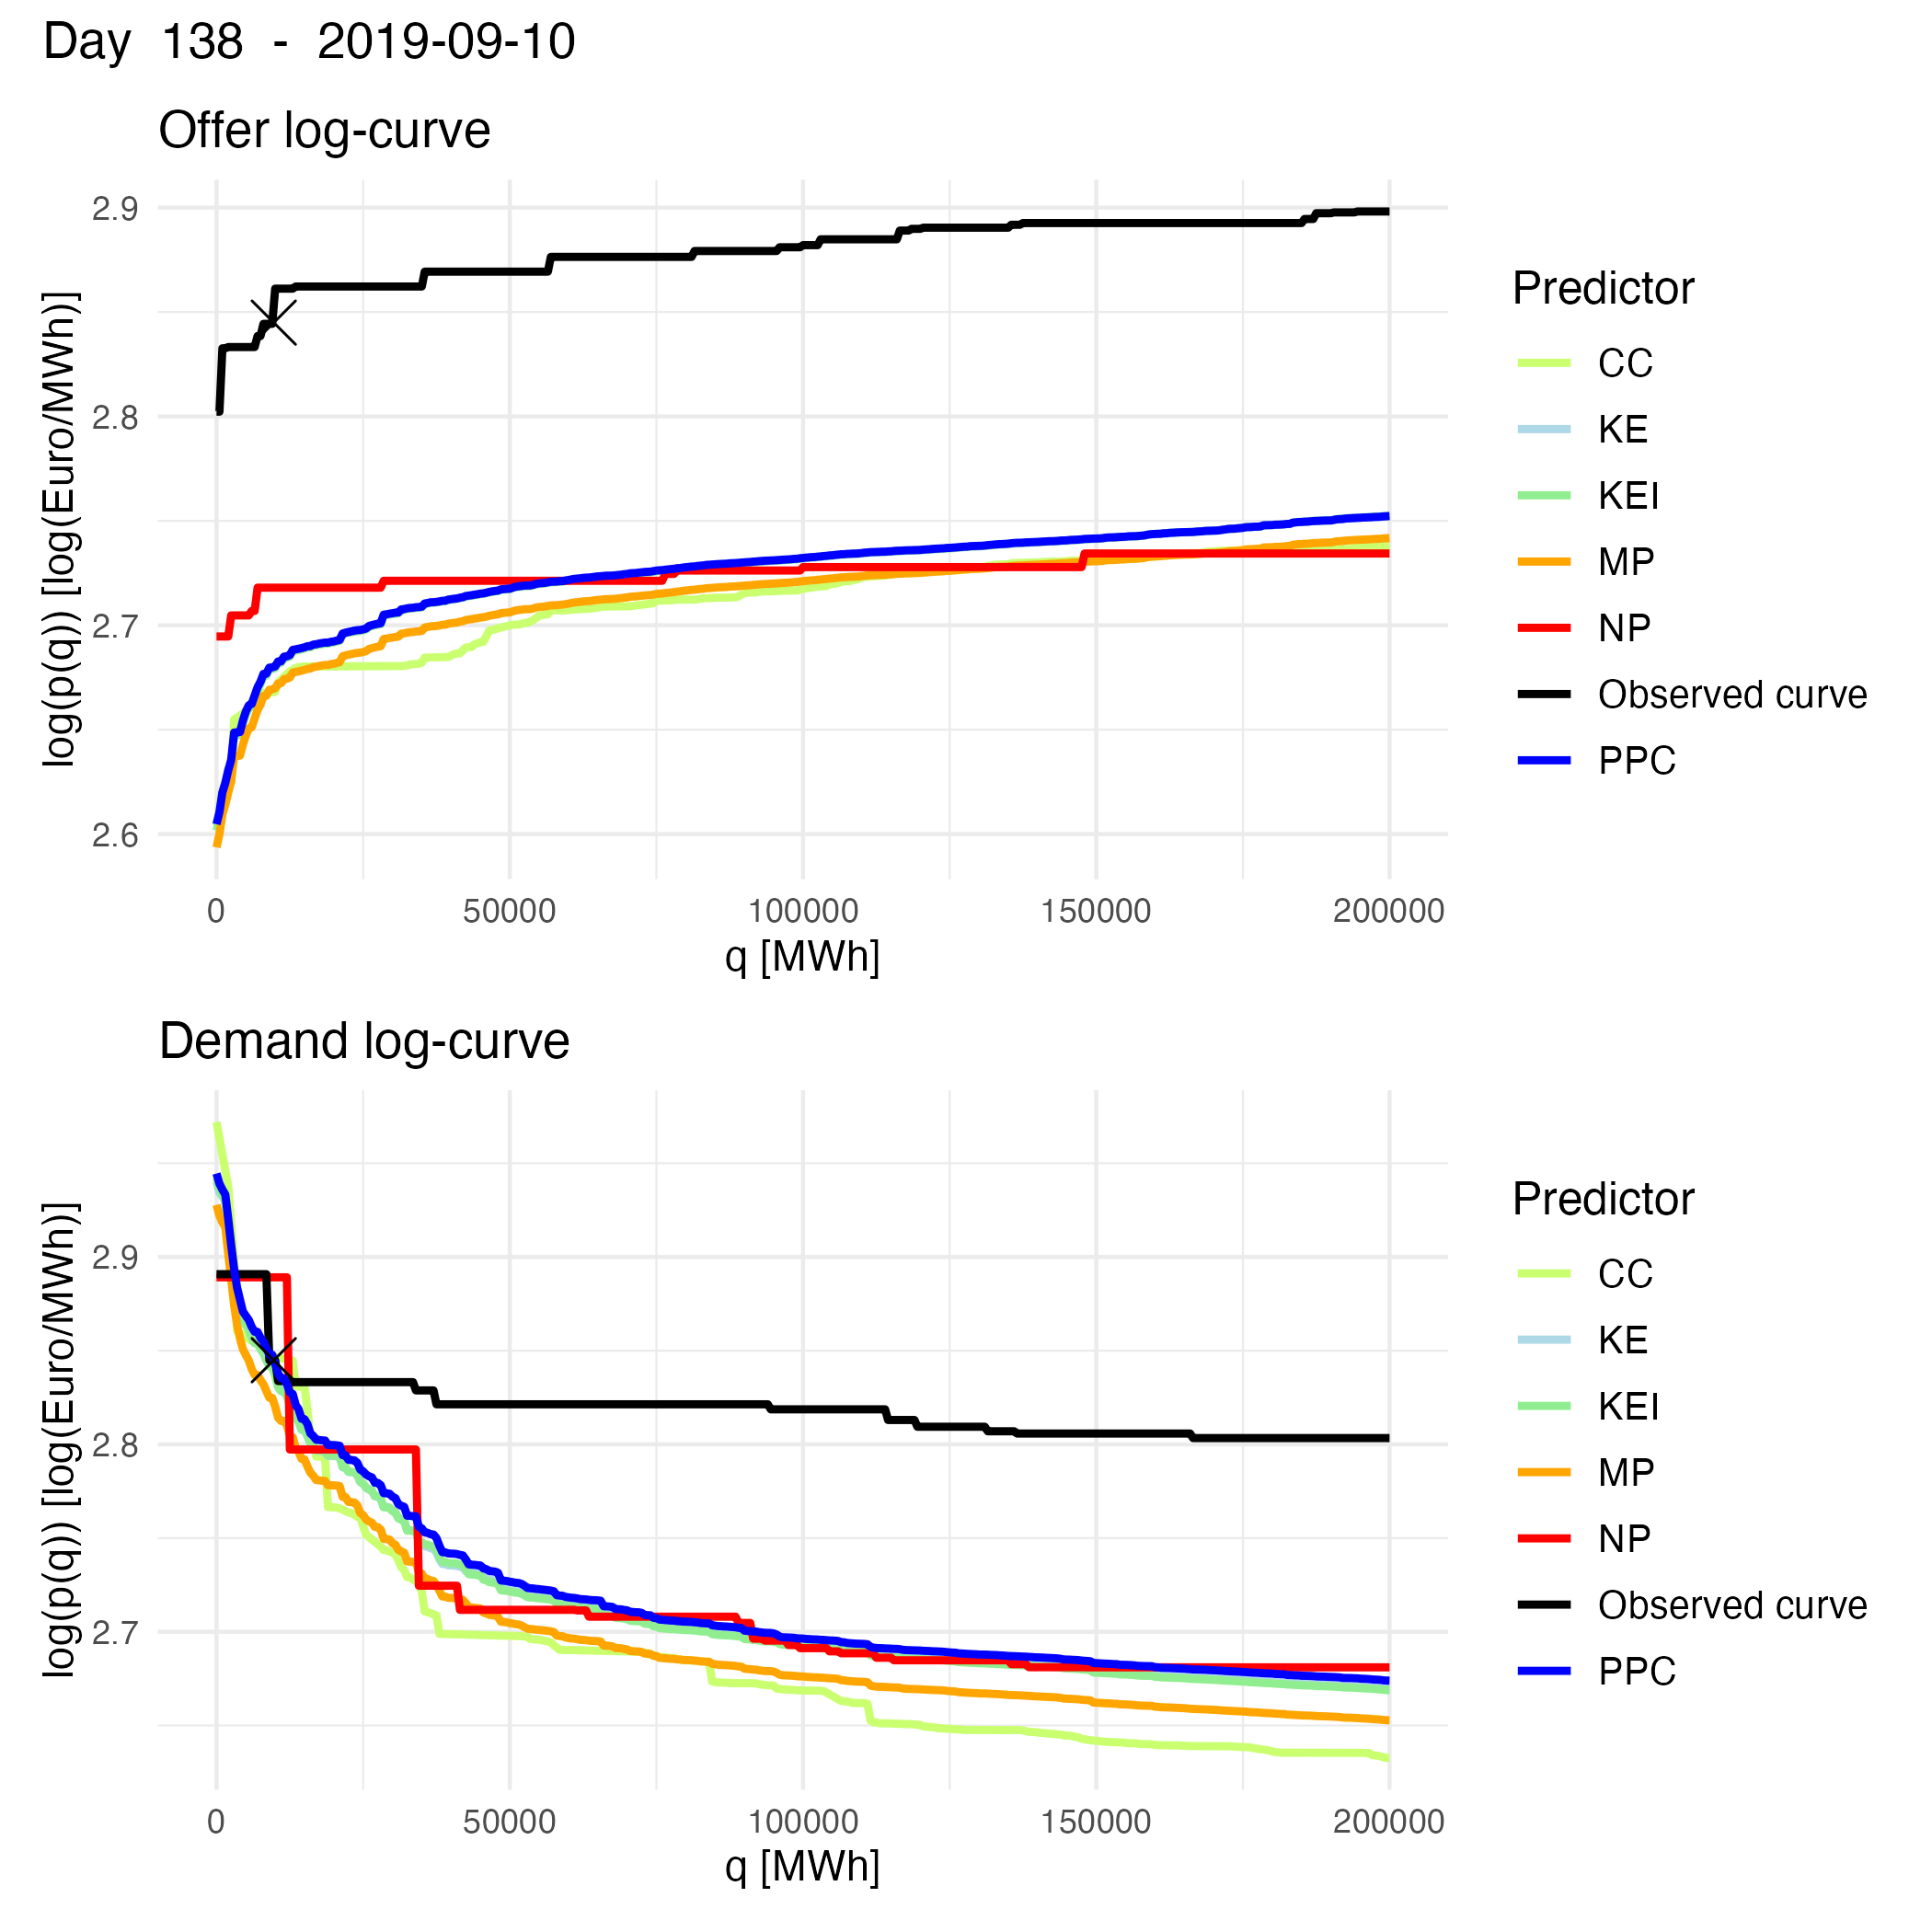 Day 138 - 2019-09-10
Offer log-curve
log(p(q)) [log(Euro/MWh)]
2.9
2.8
2.7
2.6
0 50000 100000 150000 200000
q [MWh]
Predictor
CC
KE
KEI
MP
NP
Observed curve
PPC
Demand log-curve
log(p(q)) [log(Euro/MWh)]
2.9
2.8
2.7
0 50000 100000 150000 200000
q [MWh]
Predictor
CC
KE
KEI
MP
NP
Observed curve
PPC